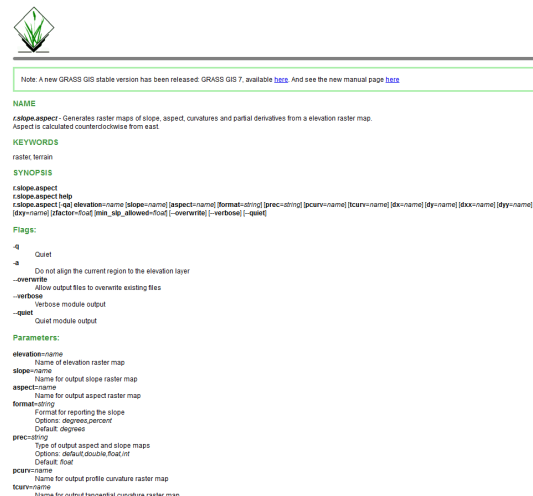 Note: A new GRASS GIS stable version has been released: GRASS GIS 7, available here. And see the new manual page here
NAME
r.slope.aspect - Generates raster maps of slope, aspect, curvatures and partial derivatives from a elevation raster map.
Aspect is calculated counterclockwise from east.
KEYWORDS
raster, terrain
SYNOPSIS
r.slope.aspect
r.slope.aspect help
r.slope.aspect [-qa] elevation=name [slope=name] [aspect=name] [format=string] [prec=string] [pcurv=name] [tcurv=name] [dx=name] [dy=name] [dxx=name] [dyy=name]
[dxy=name] [zfactor=float] [min_slp_allowed=float] [--overwrite] [--verbose] [--quiet]
Flags:
-q
Quiet
-a
Do not align the current region to the elevation layer
--overwrite
Allow output files to overwrite existing files
--verbose
Verbose module output
--quiet
Quiet module output
Parameters:
elevation=name
Name of elevation raster map
slope=name
Name for output slope raster map
aspect=name
Name for output aspect raster map
format=string
Format for reporting the slope
Options: degrees,percent
Default: degrees
prec=string
Type of output aspect and slope maps
Options: default,double,float,int
Default: float
pcurv=name
Name for output profile curvature raster map
tcurv=name
Name for output tangential curvature raster map